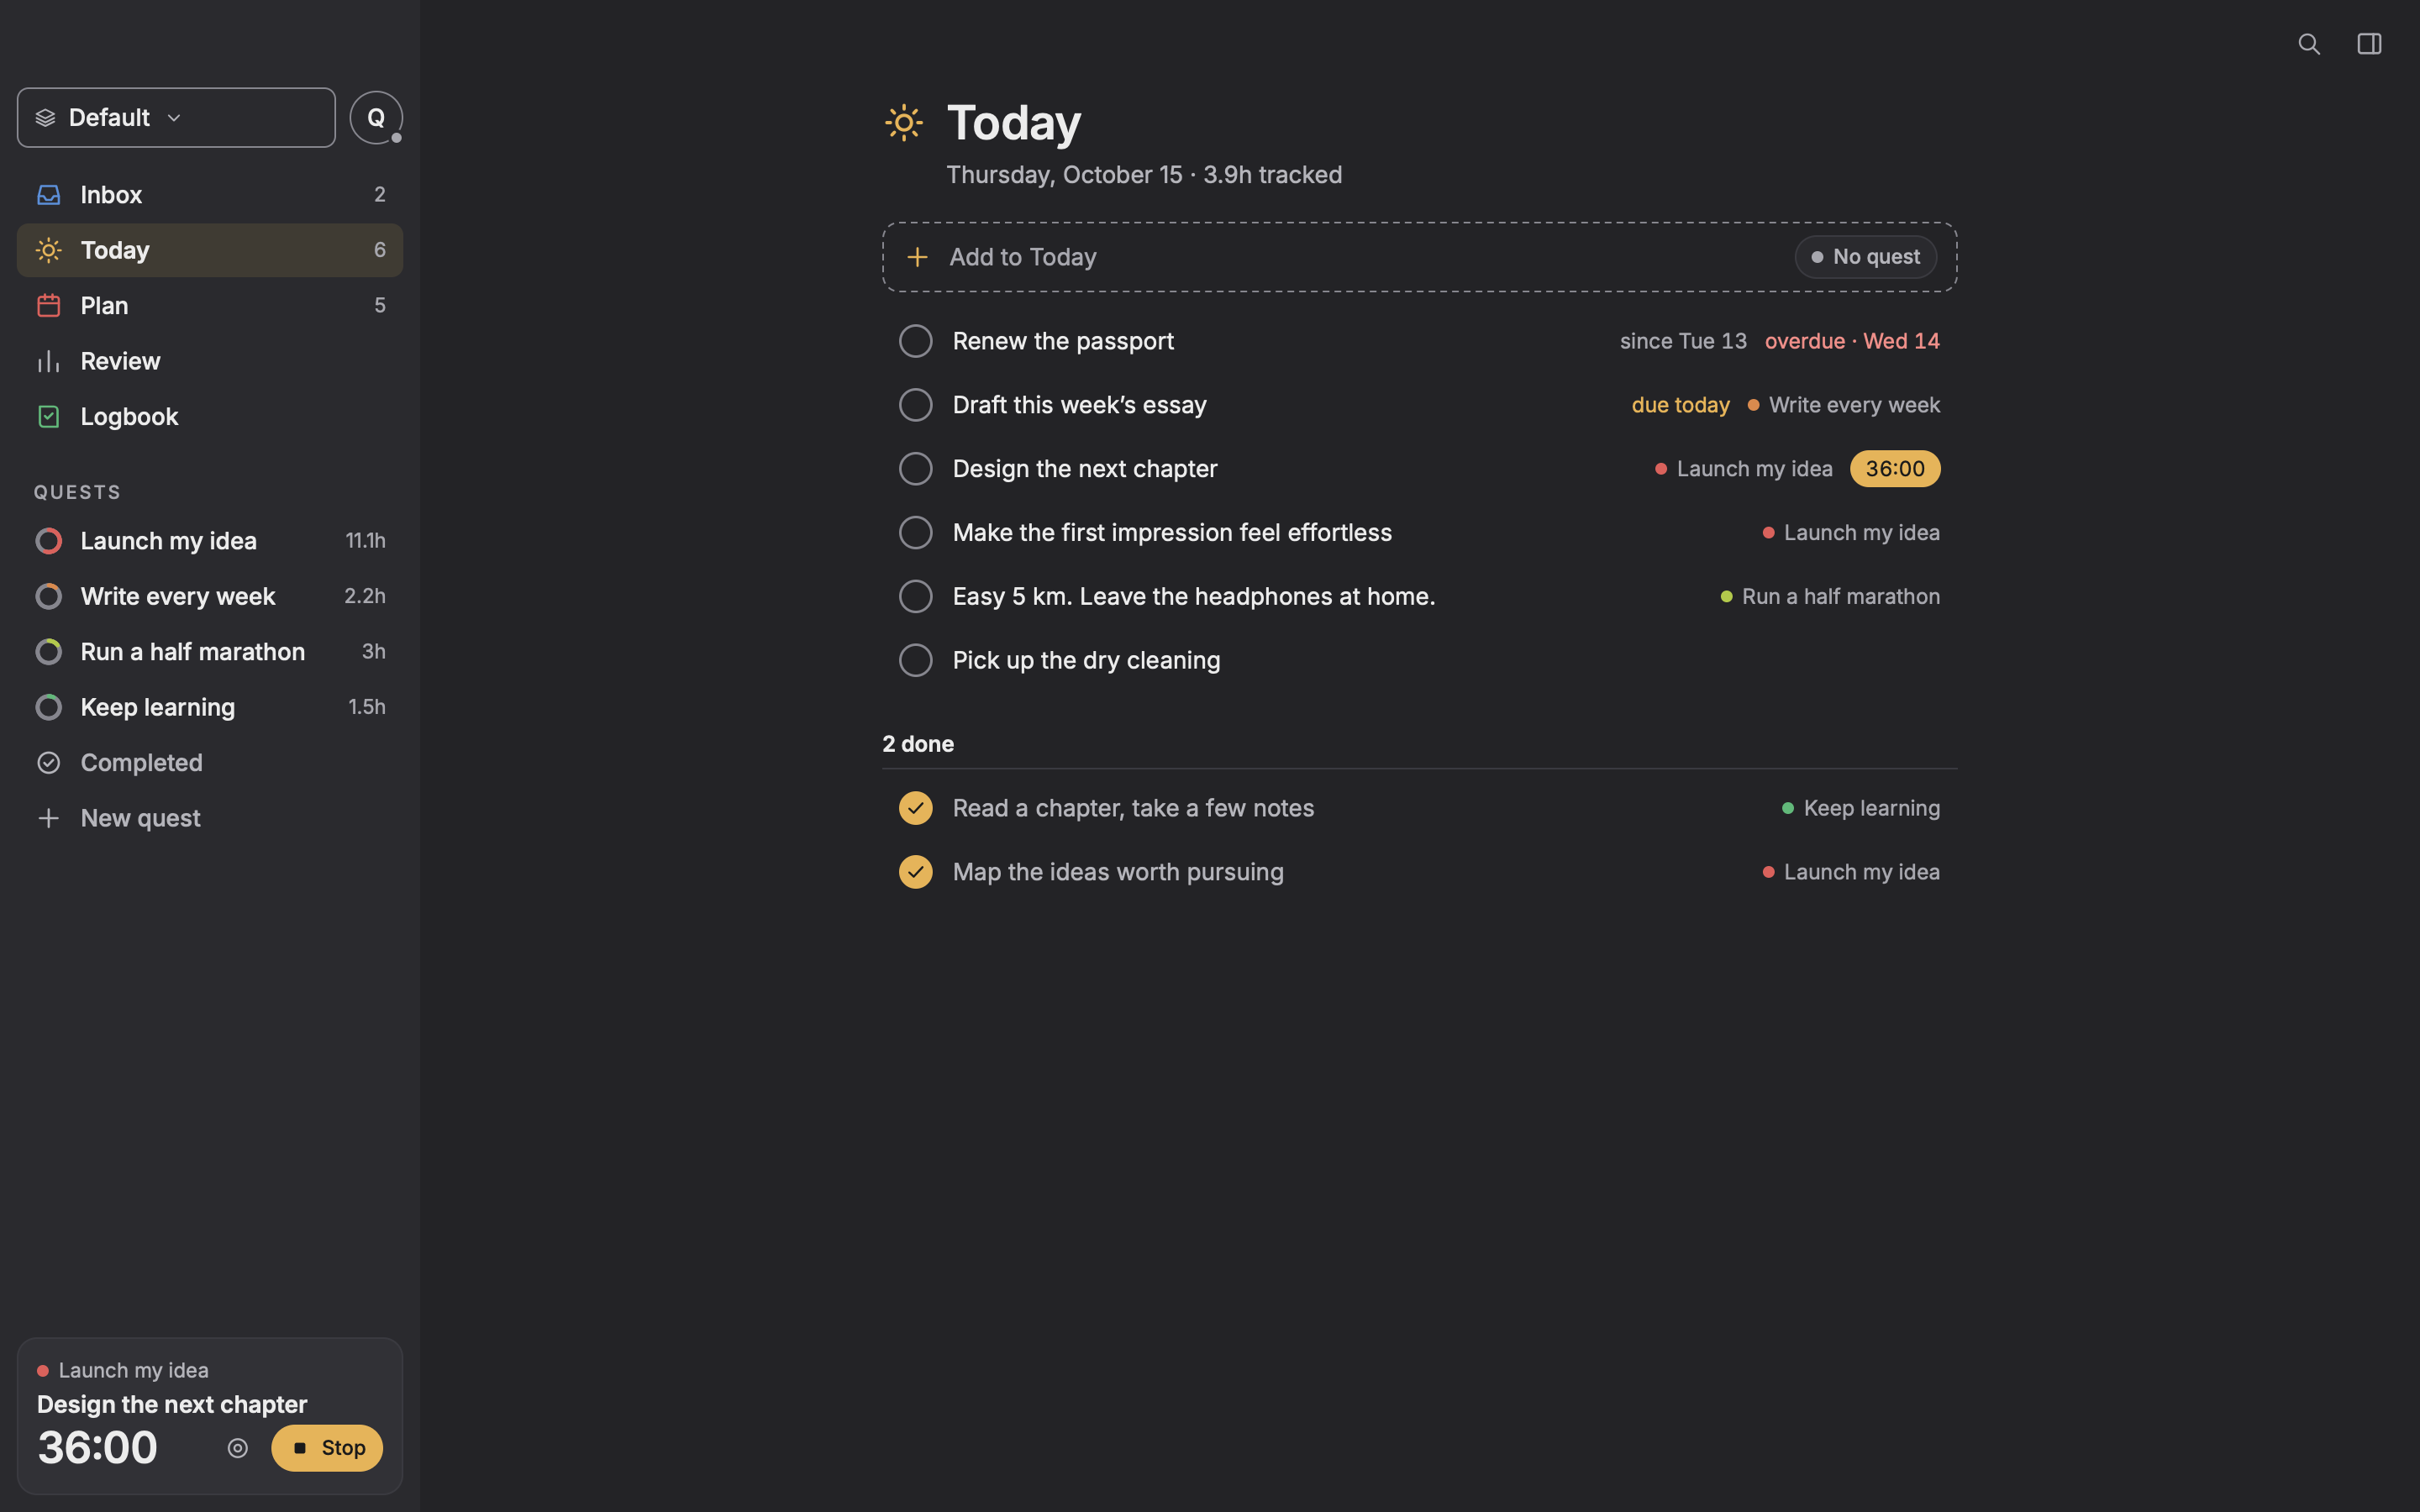 Default
Q
Inbox 2
Today 6
Plan 5
Review
Logbook
QUESTS
Launch my idea 11.1h
Write every week 2.2h
Run a half marathon 3h
Keep learning 1.5h
Completed
New quest
Launch my idea
Design the next chapter
36:00 Stop
Today
Thursday, October 15 · 3.9h tracked
Add to Today No quest
Renew the passport since Tue 13 overdue · Wed 14
Draft this week’s essay due today Write every week
Design the next chapter Launch my idea 36:00
Make the first impression feel effortless Launch my idea
Easy 5 km. Leave the headphones at home. Run a half marathon
Pick up the dry cleaning
2 done
Read a chapter, take a few notes Keep learning
Map the ideas worth pursuing Launch my idea